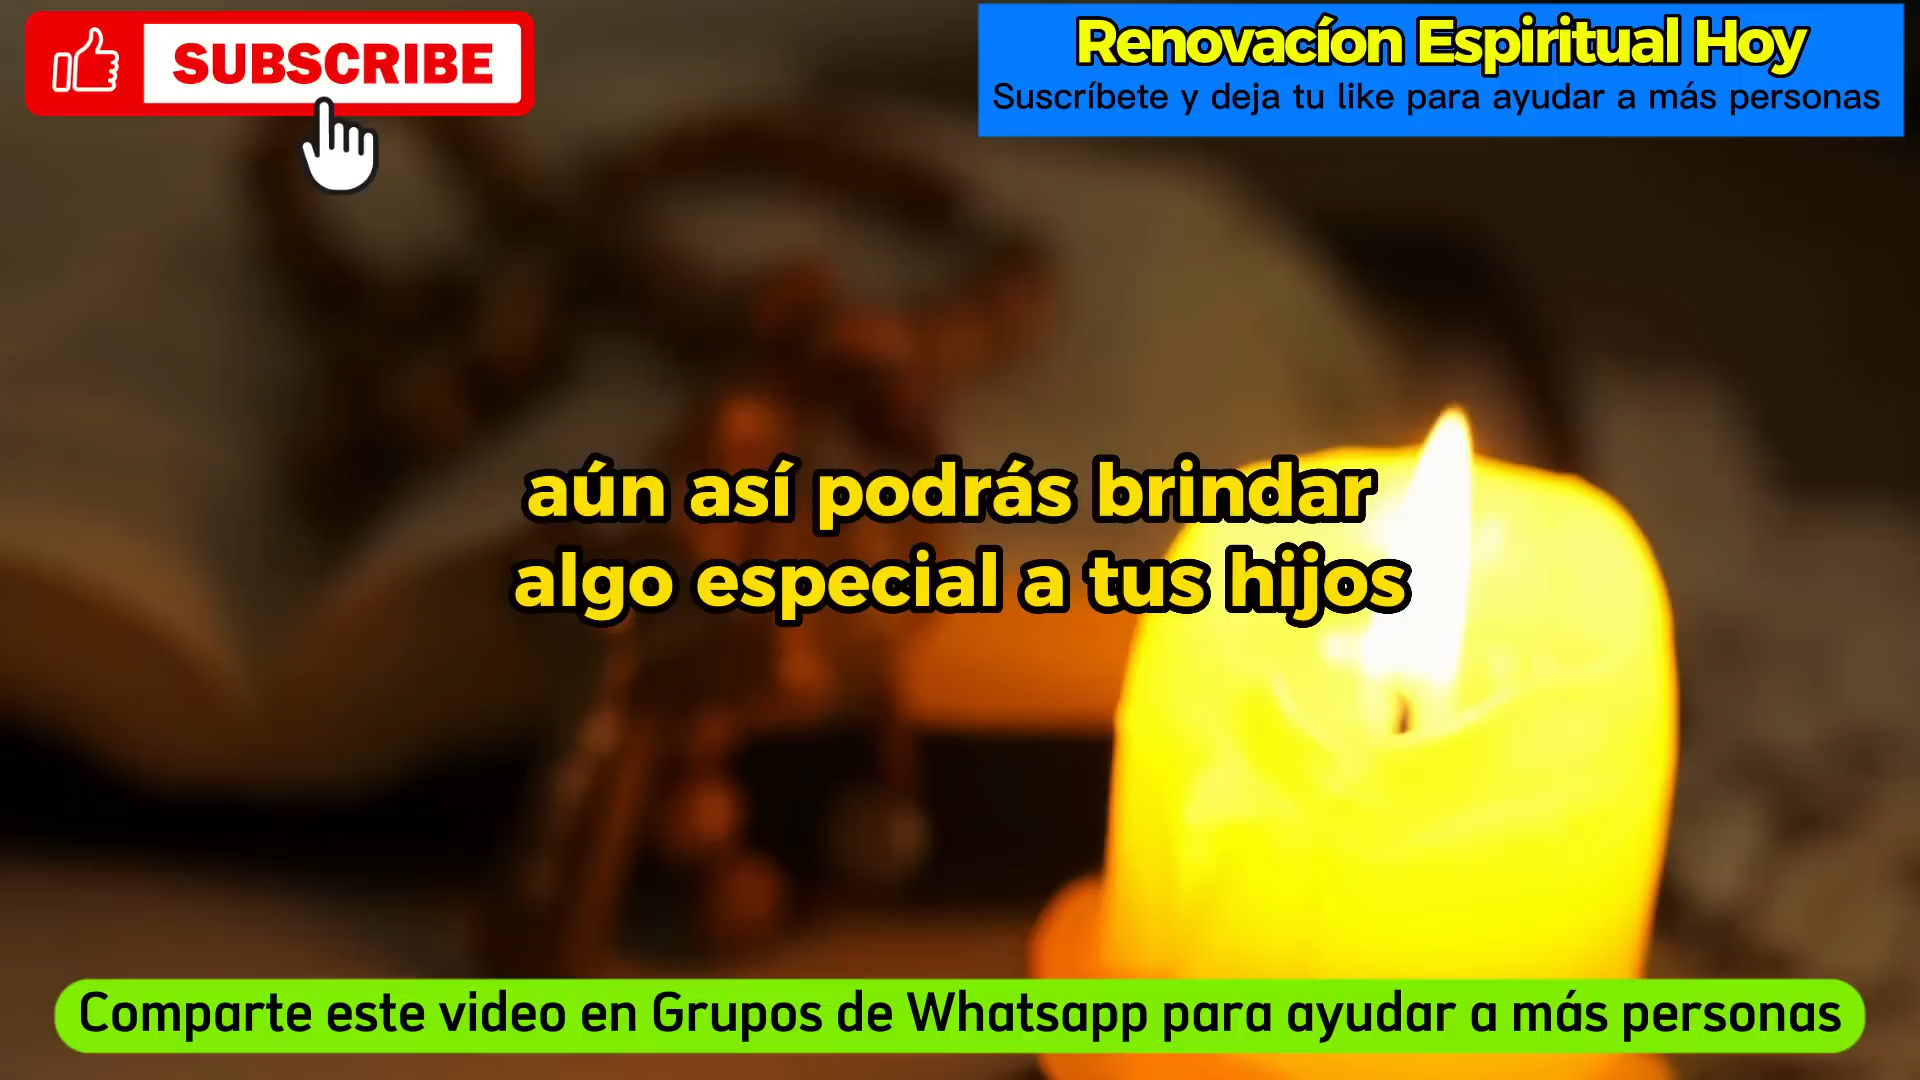 SUBSCRIBE
Renovacíon Espiritual Hoy
Suscríbete y deja tu like para ayudar a más personas
aún así podrás brindar
algo especial a tus hijos
Comparte este video en Grupos de Whatsapp para ayudar a más personas